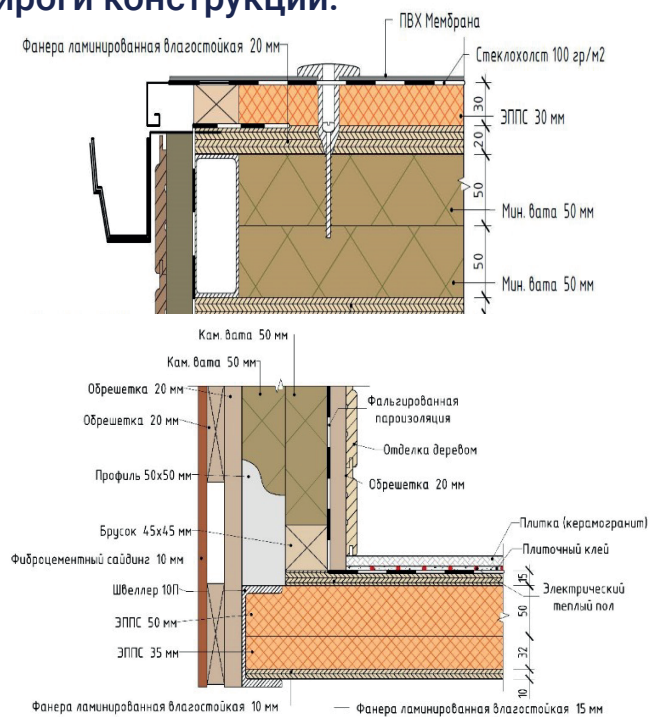 ироги конструкций:
ПВХ Мембрана
Фанера ламинированная влагостойкая 20 мм
Стеклохолст 100 гр/м2
30
ЭППС 30 мм
20
50
Мин. вата 50 мм
50
Мин. вата 50 мм
Кам. вата 50 мм
Кам. вата 50 мм
Обрешетка 20 мм
Фальгированная
пароизоляция
Обрешетка 20 мм
Отделка деревом
Профиль 50х50 мм
Обрешетка 20 мм
Брусок 45х45 мм
Плитка (керамогранит)
Фиброцементный сайдинг 10 мм
Плиточный клей
Швеллер 10П
15
Электрический
теплый пол
ЭППС 50 мм
50
ЭППС 35 мм
32
10
Фанера ламинированная влагостойкая 10 мм
Фанера ламинированная влагостойкая 15 мм